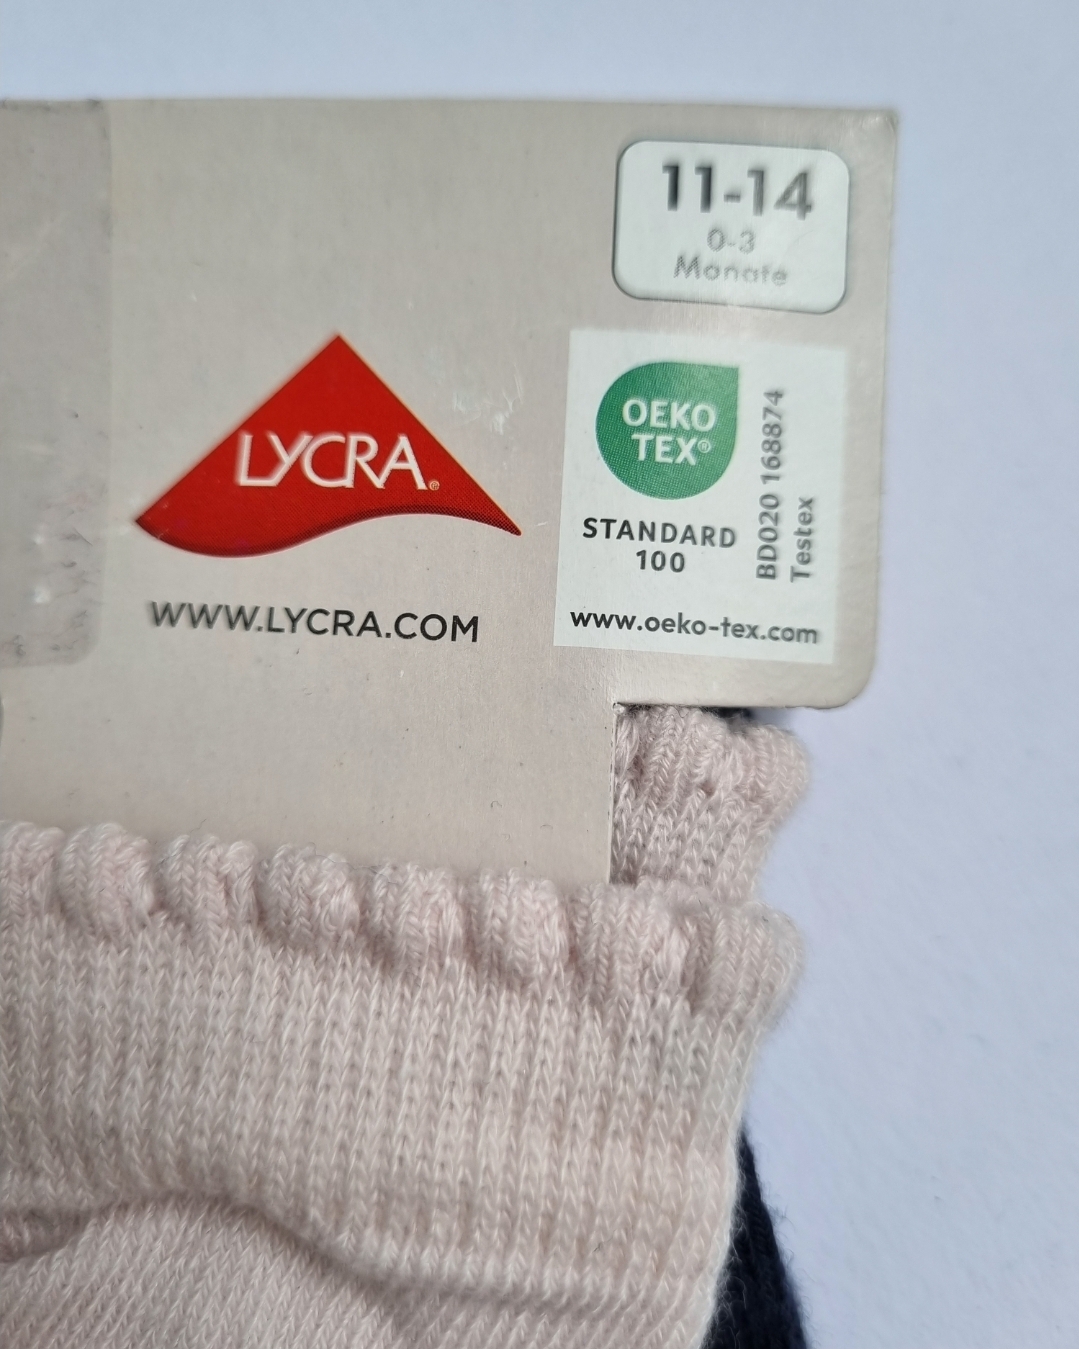 11-14
0-3
Monate
LYCRA®
WWW.LYCRA.COM
OEKO
TEX®
STANDARD
100
BD020 168874
Testex
www.oeko-tex.com